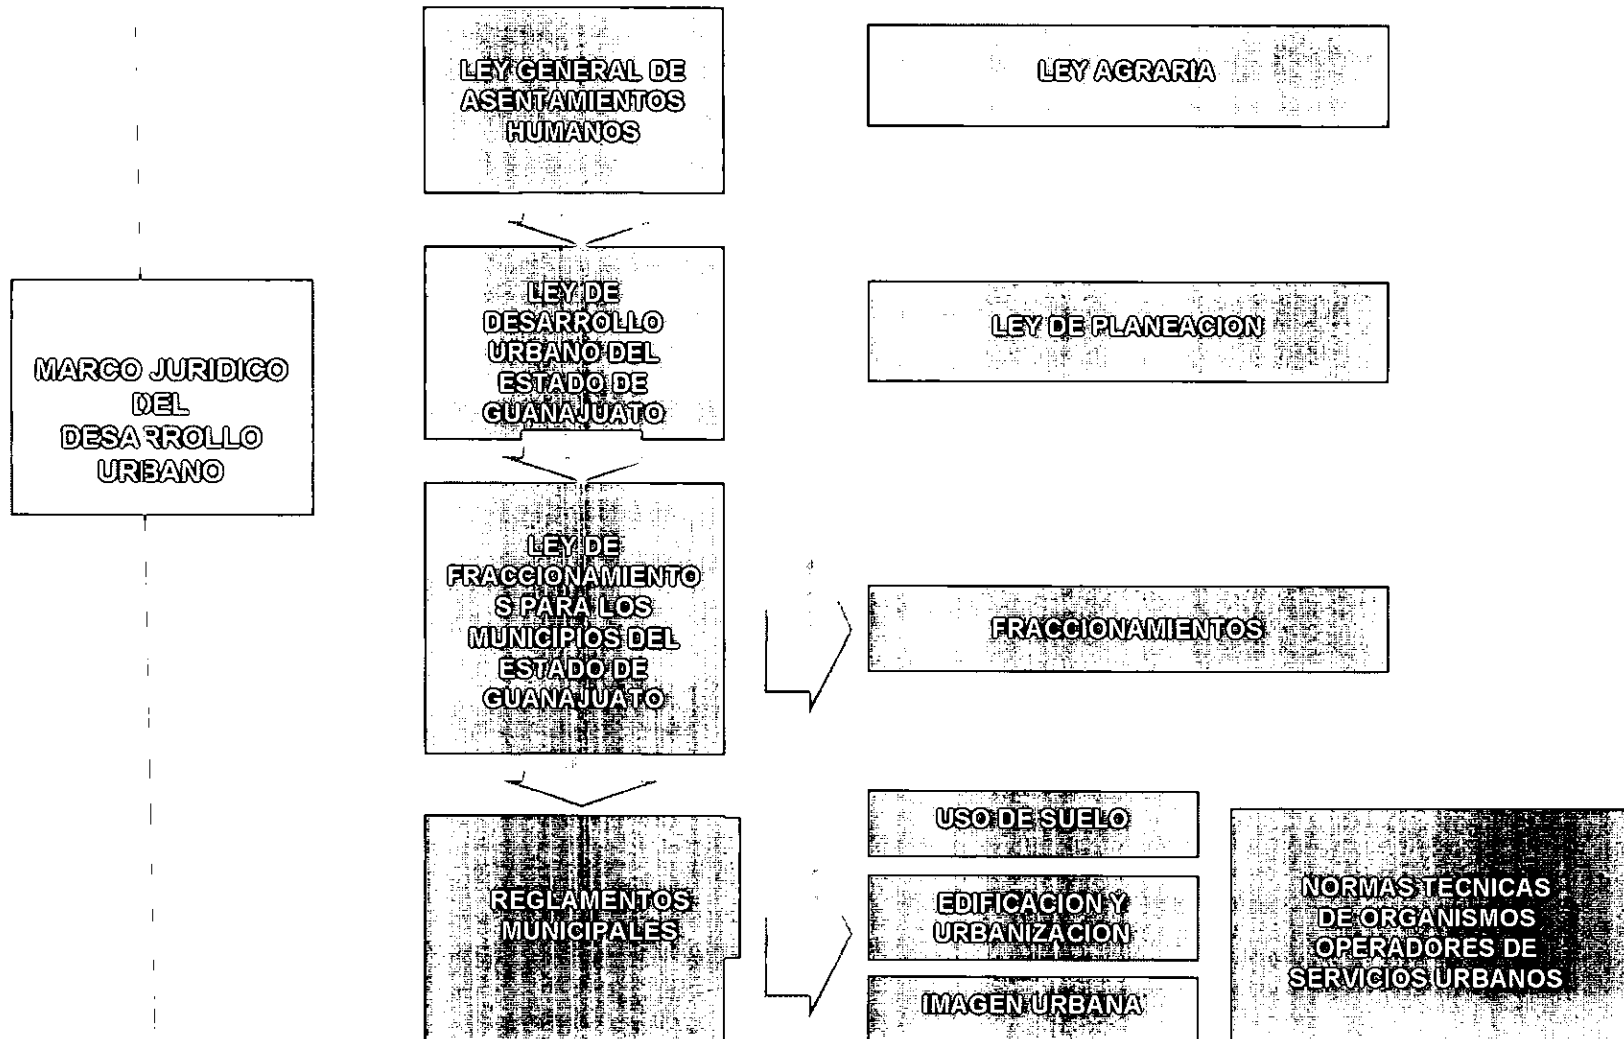 LEY GENERAL DE
ASENTAMIENTOS
HUMANOS
LEY AGRARIA
MARCO JURIDICO
DEL
DESARROLLO
URBANO
LEY DE
DESARROLLO
URBANO DEL
ESTADO DE
GUANAJUATO
LEY DE PLANEACION
LEY DE
FRACCIONAMIENTO
S PARA LOS
MUNICIPIOS DEL
ESTADO DE
GUANAJUATO
FRACCIONAMIENTOS
REGLAMENTOS
MUNICIPALES
USO DE SUELO
EDIFICACION Y
URBANIZACION
IMAGEN URBANA
NORMAS TECNICAS
DE ORGANISMOS
OPERADORES DE
SERVICIOS URBANOS